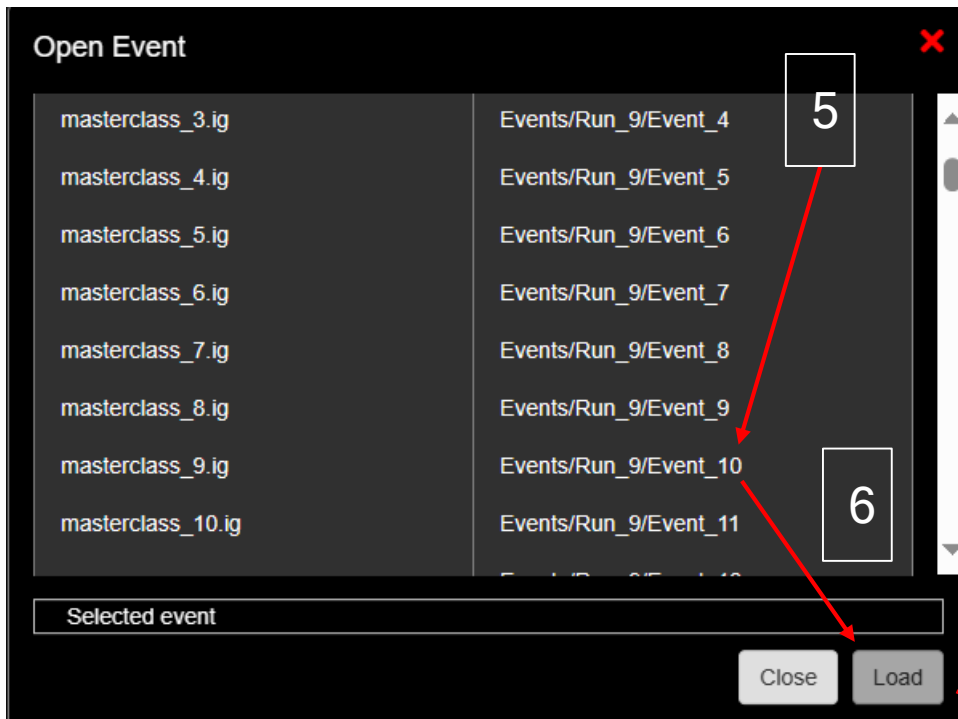 Open Event
5
masterclass_3.ig Events/Run_9/Event_4
masterclass_4.ig Events/Run_9/Event_5
masterclass_5.ig Events/Run_9/Event_6
masterclass_6.ig Events/Run_9/Event_7
masterclass_7.ig Events/Run_9/Event_8
masterclass_8.ig Events/Run_9/Event_9
masterclass_9.ig Events/Run_9/Event_10
6
masterclass_10.ig Events/Run_9/Event_11
Selected event
Close Load